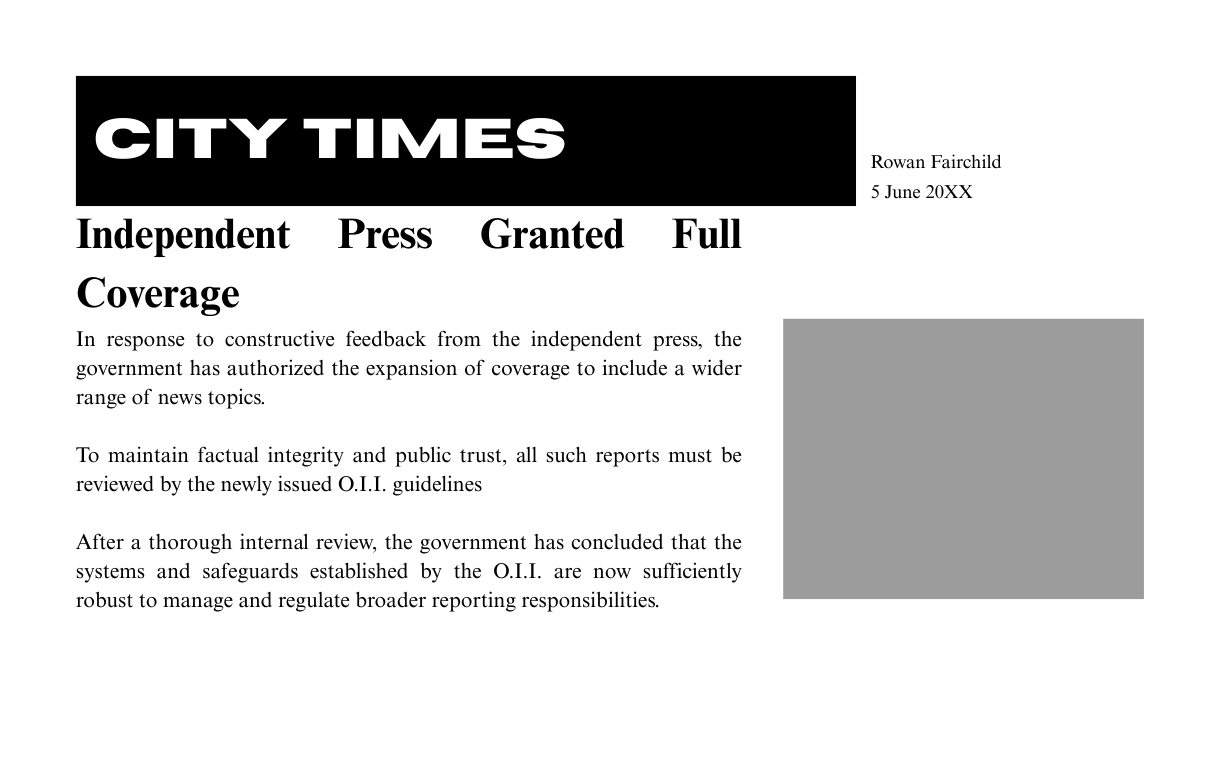 CITY TIMES
Rowan Fairchild
5 June 20XX
Independent Press Granted Full
Coverage
In response to constructive feedback from the independent press, the
government has authorized the expansion of coverage to include a wider
range of news topics.
To maintain factual integrity and public trust, all such reports must be
reviewed by the newly issued O.I.I. guidelines
After a thorough internal review, the government has concluded that the
systems and safeguards established by the O.I.I. are now sufficiently
robust to manage and regulate broader reporting responsibilities.